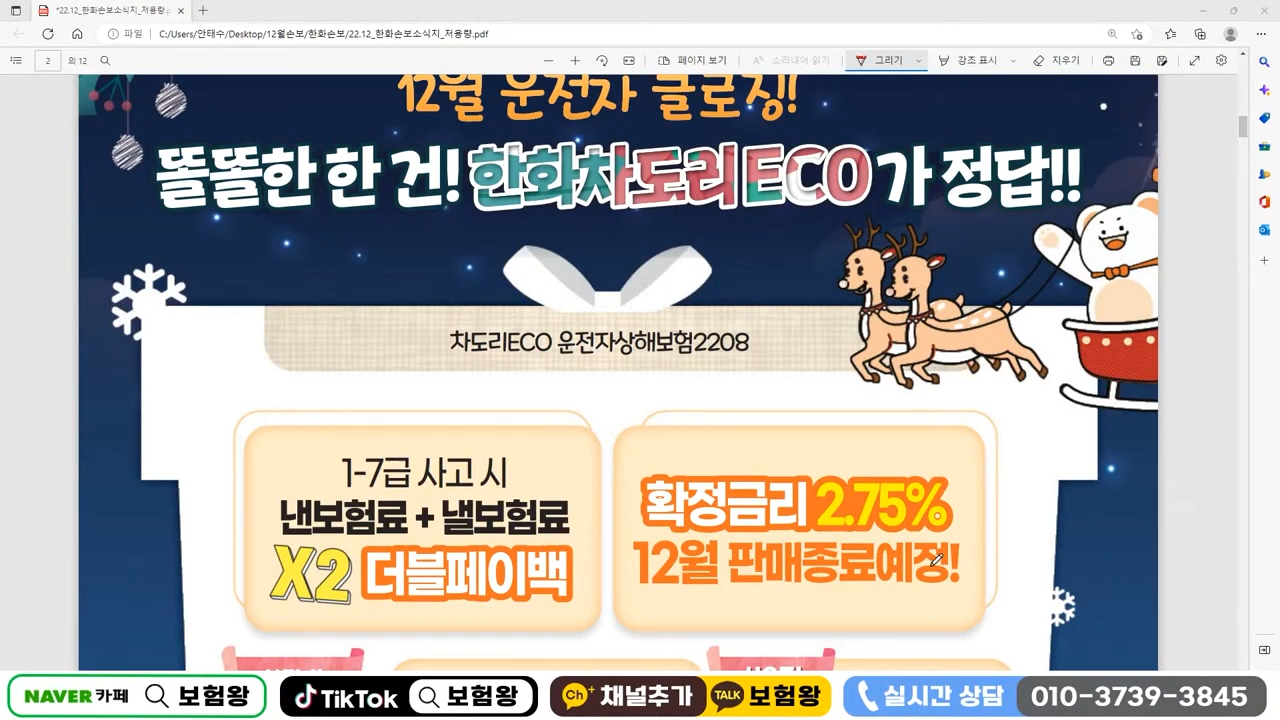 *22.12_한화손보소식지_저용량.p
파일
C:/Users/안태수/Desktop/12월손보/한화손보/22.12_한화손보소식지_저용량.pdf
2 의 12
페이지 보기
소리내어 읽기
그리기
강조 표시
지우기
12월 운전자 클로징!
똘똘한 한 건! 한화차도리ECO가 정답!!
차도리ECO 운전자상해보험2208
1-7급 사고 시
낸보험료 + 낼보험료
X2 더블페이백
확정금리 2.75%
12월 판매종료예정!
NAVER 카페 보험왕
TikTok 보험왕
Ch+ 채널추가 TALK 보험왕
실시간 상담 010-3739-3845